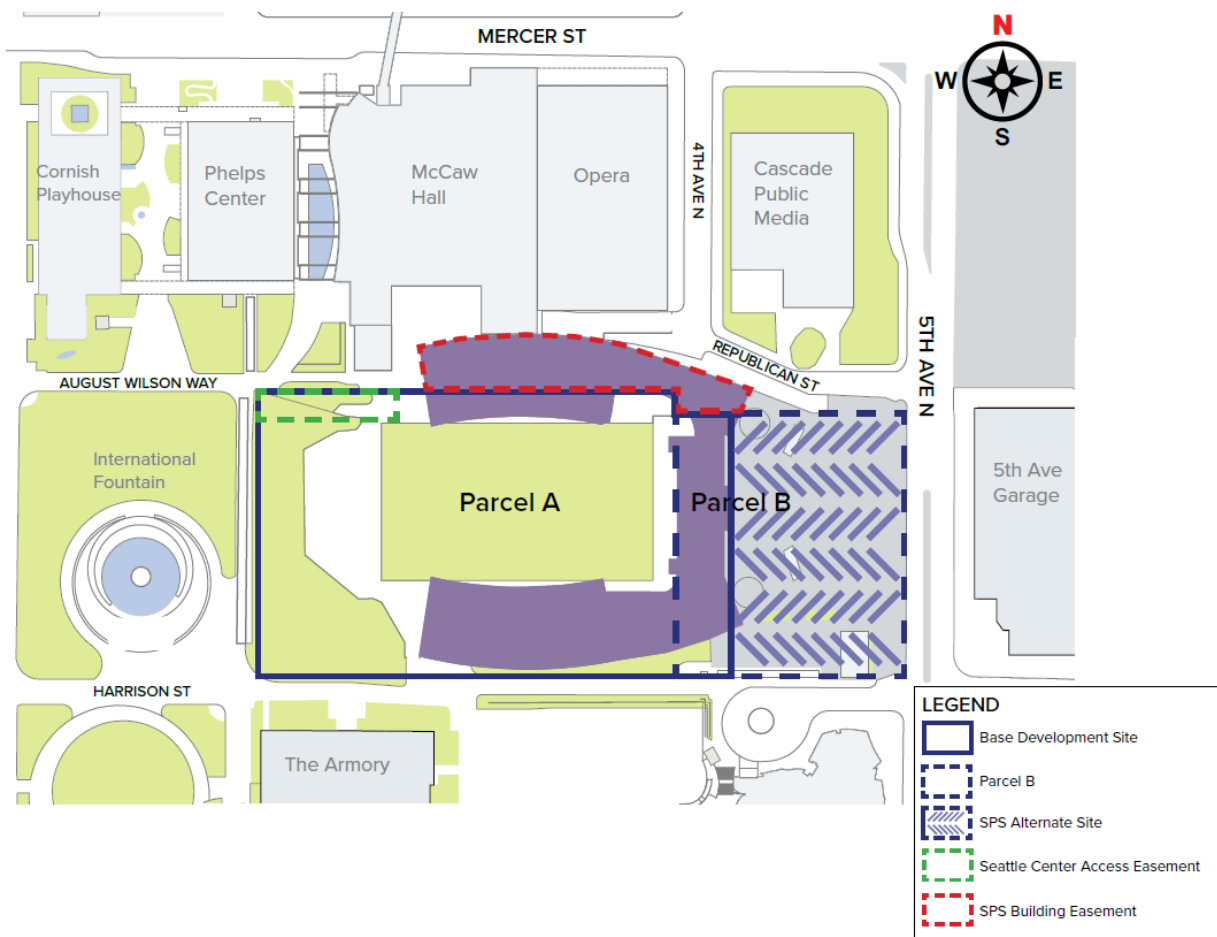 MERCER ST
N
W
E
S
Cornish
Playhouse
Phelps
Center
McCaw
Hall
Opera
4TH AVE N
Cascade
Public
Media
5TH AVE N
REPUBLICAN ST
AUGUST WILSON WAY
International
Fountain
Parcel A
Parcel B
5th Ave
Garage
HARRISON ST
The Armory
LEGEND
Base Development Site
Parcel B
SPS Alternate Site
Seattle Center Access Easement
SPS Building Easement